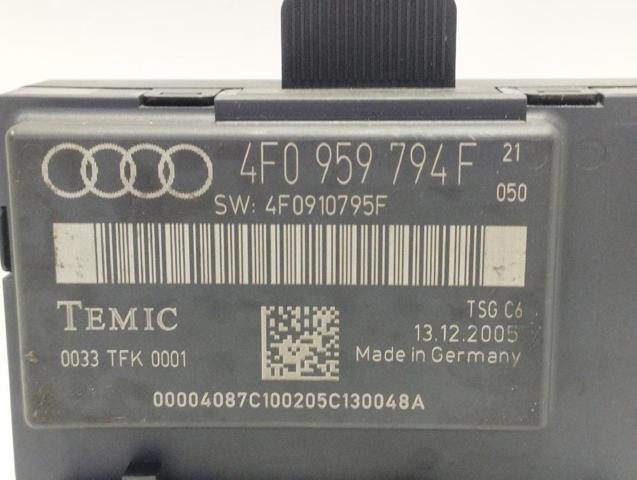 4F0 959 794 F 21
050
SW: 4F0910795F
TEMIC
TSG C6
13.12.2005
0033 TFK 0001
Made in Germany
00004087C100205C130048A